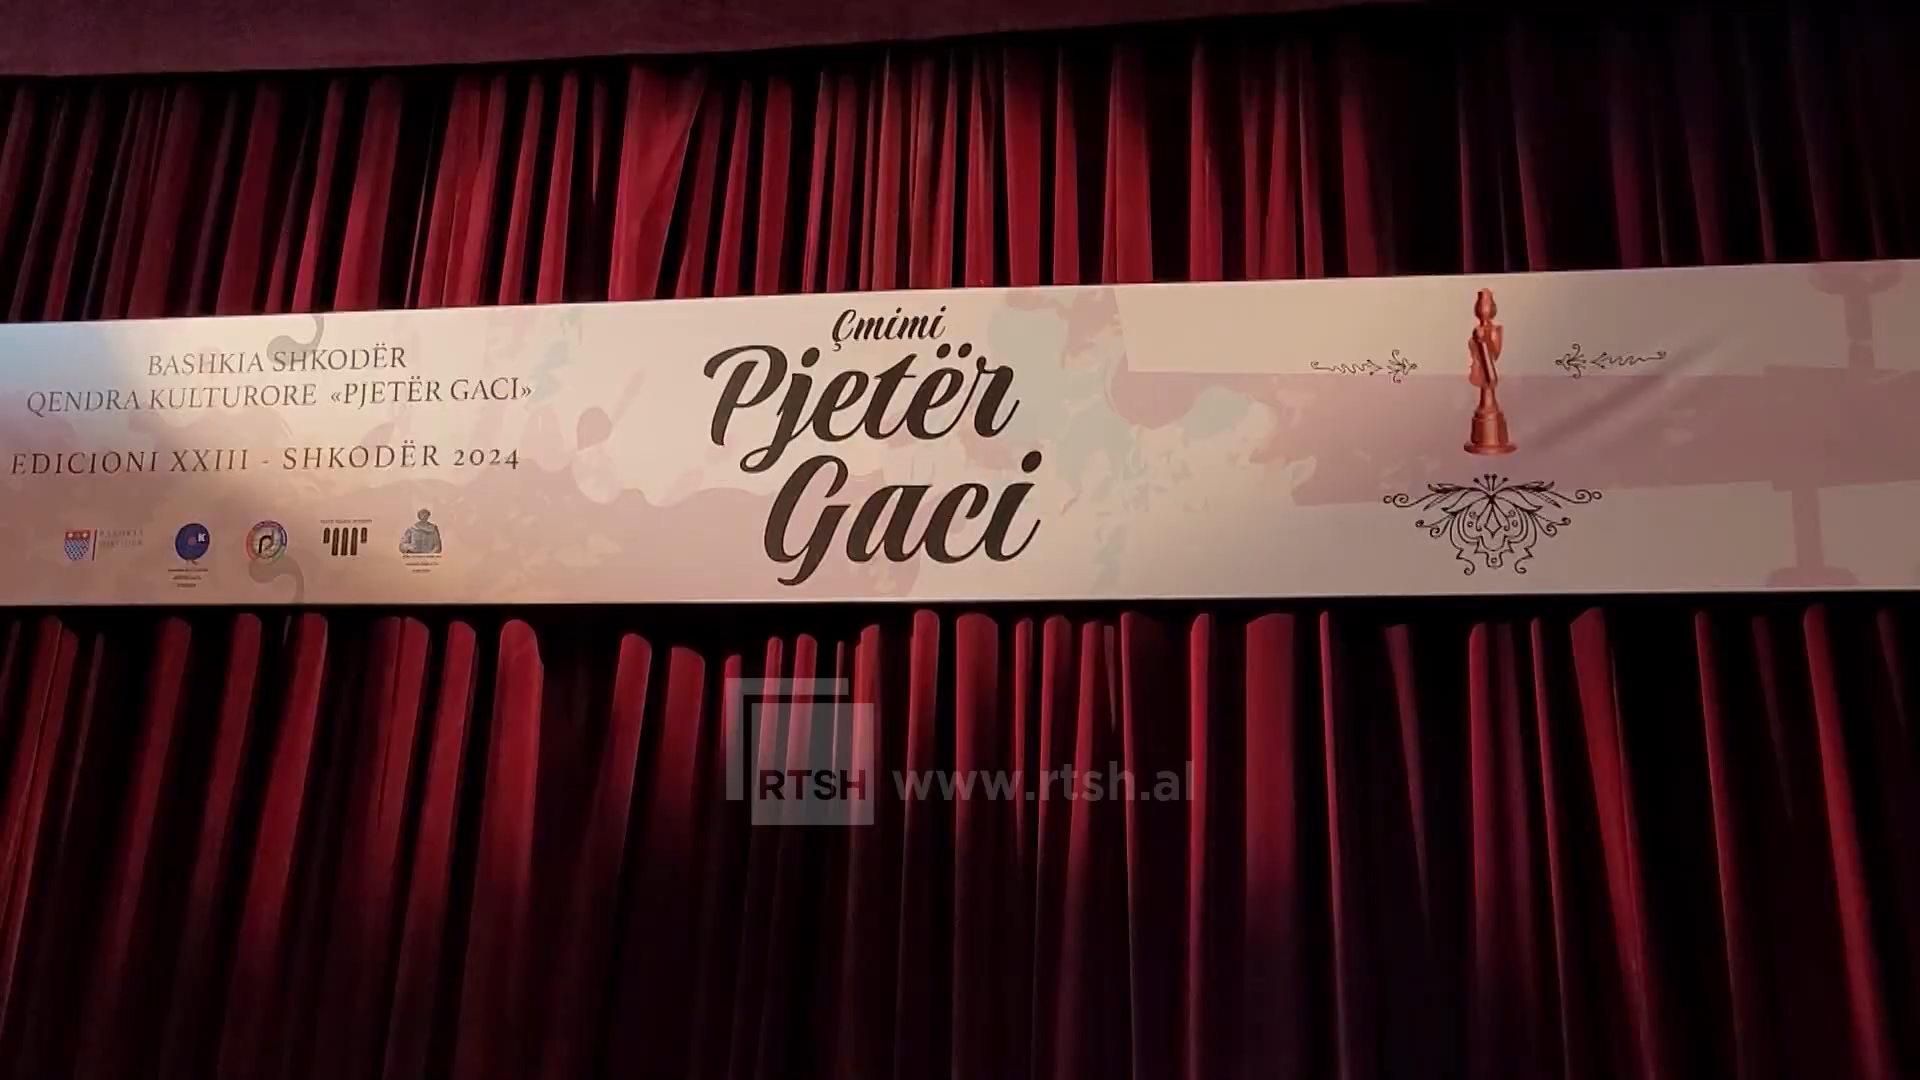 BASHKIA SHKODËR
QENDRA KULTURORE «PJETËR GACI»
EDICIONI XXIII - SHKODËR 2024
Çmimi
Pjetër
Gaci
RTSH www.rtsh.al